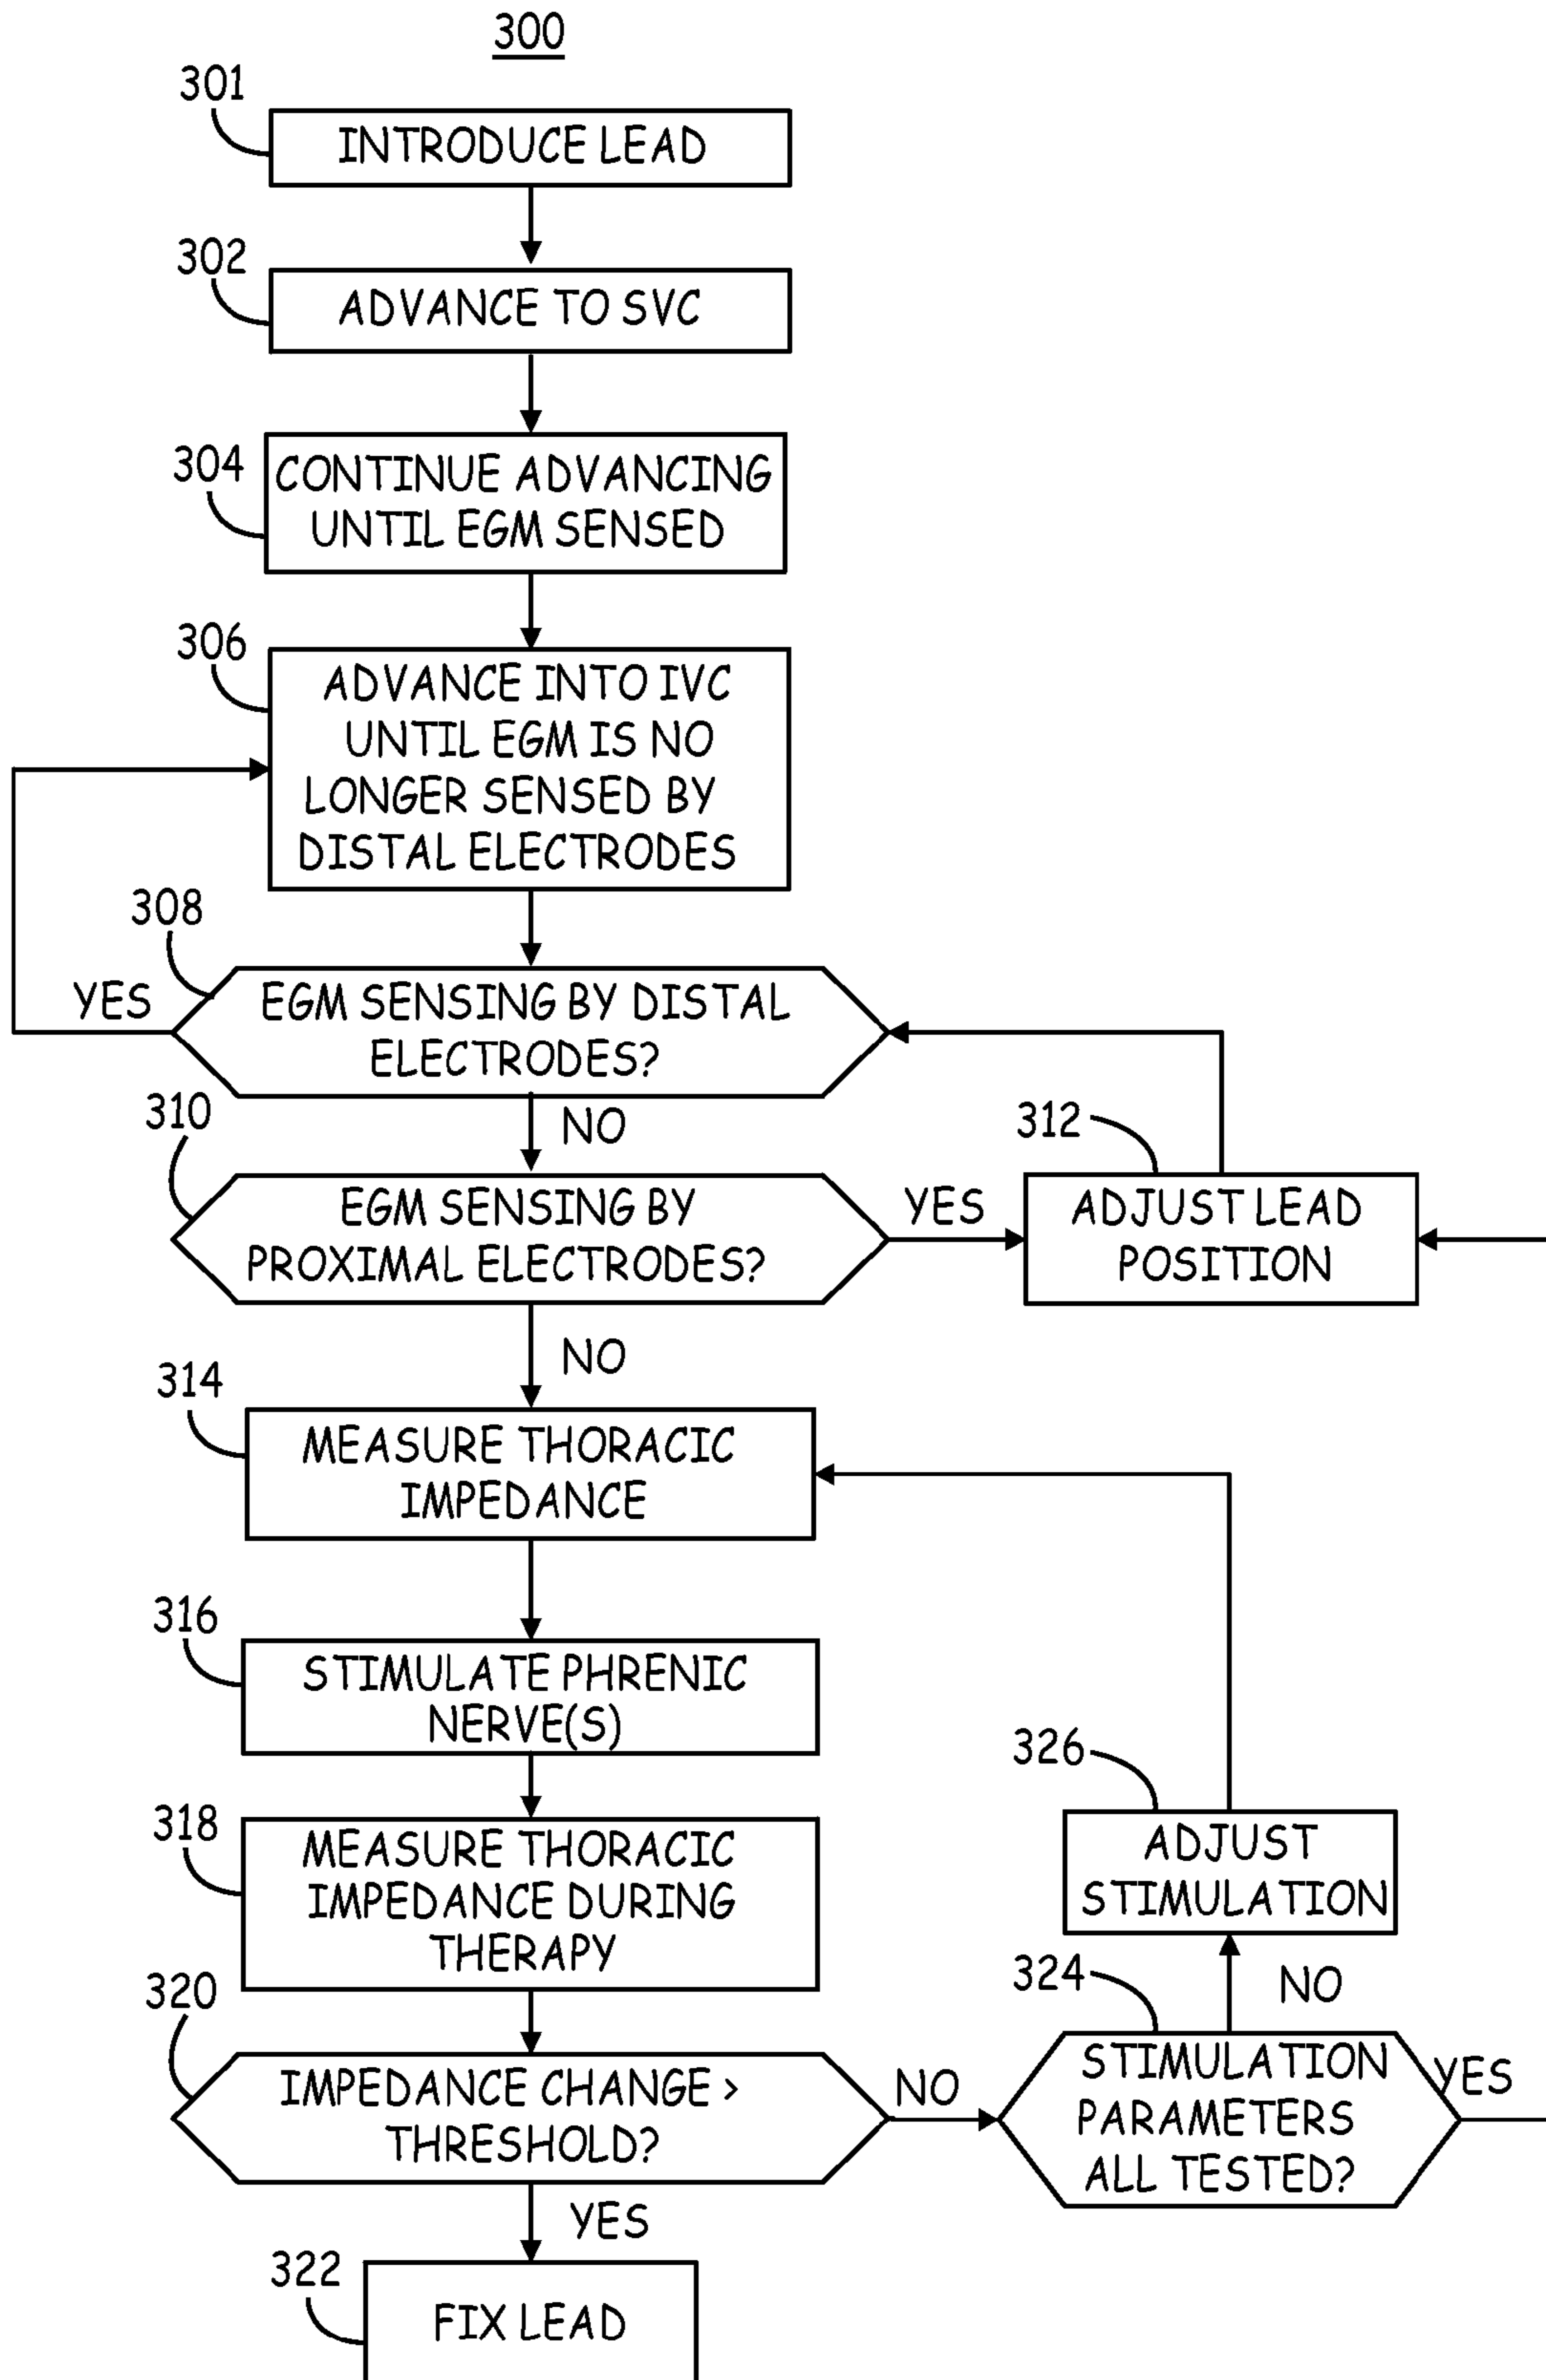 300
301
INTRODUCE LEAD
302
ADVANCE TO SVC
304
CONTINUE ADVANCING
UNTIL EGM SENSED
306
ADVANCE INTO IVC
UNTIL EGM IS NO
LONGER SENSED BY
DISTAL ELECTRODES
308
YES
EGM SENSING BY DISTAL
ELECTRODES?
NO
310
EGM SENSING BY
PROXIMAL ELECTRODES?
YES
312
ADJUST LEAD
POSITION
NO
314
MEASURE THORACIC
IMPEDANCE
316
STIMULATE PHRENIC
NERVE(S)
318
MEASURE THORACIC
IMPEDANCE DURING
THERAPY
320
IMPEDANCE CHANGE >
THRESHOLD?
NO
324
STIMULATION
PARAMETERS
ALL TESTED?
YES
NO
326
ADJUST
STIMULATION
YES
322
FIX LEAD